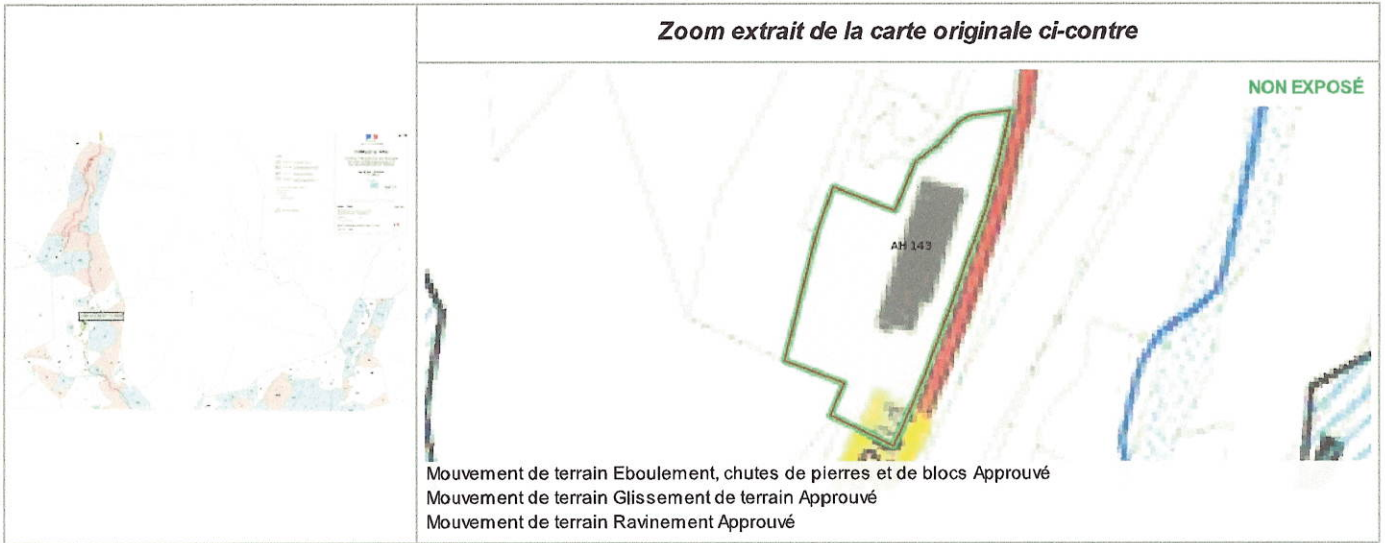 Zoom extrait de la carte originale ci-contre
NON EXPOSÉ
AH 143
Mouvement de terrain Eboulement, chutes de pierres et de blocs Approuvé
Mouvement de terrain Glissement de terrain Approuvé
Mouvement de terrain Ravinement Approuvé